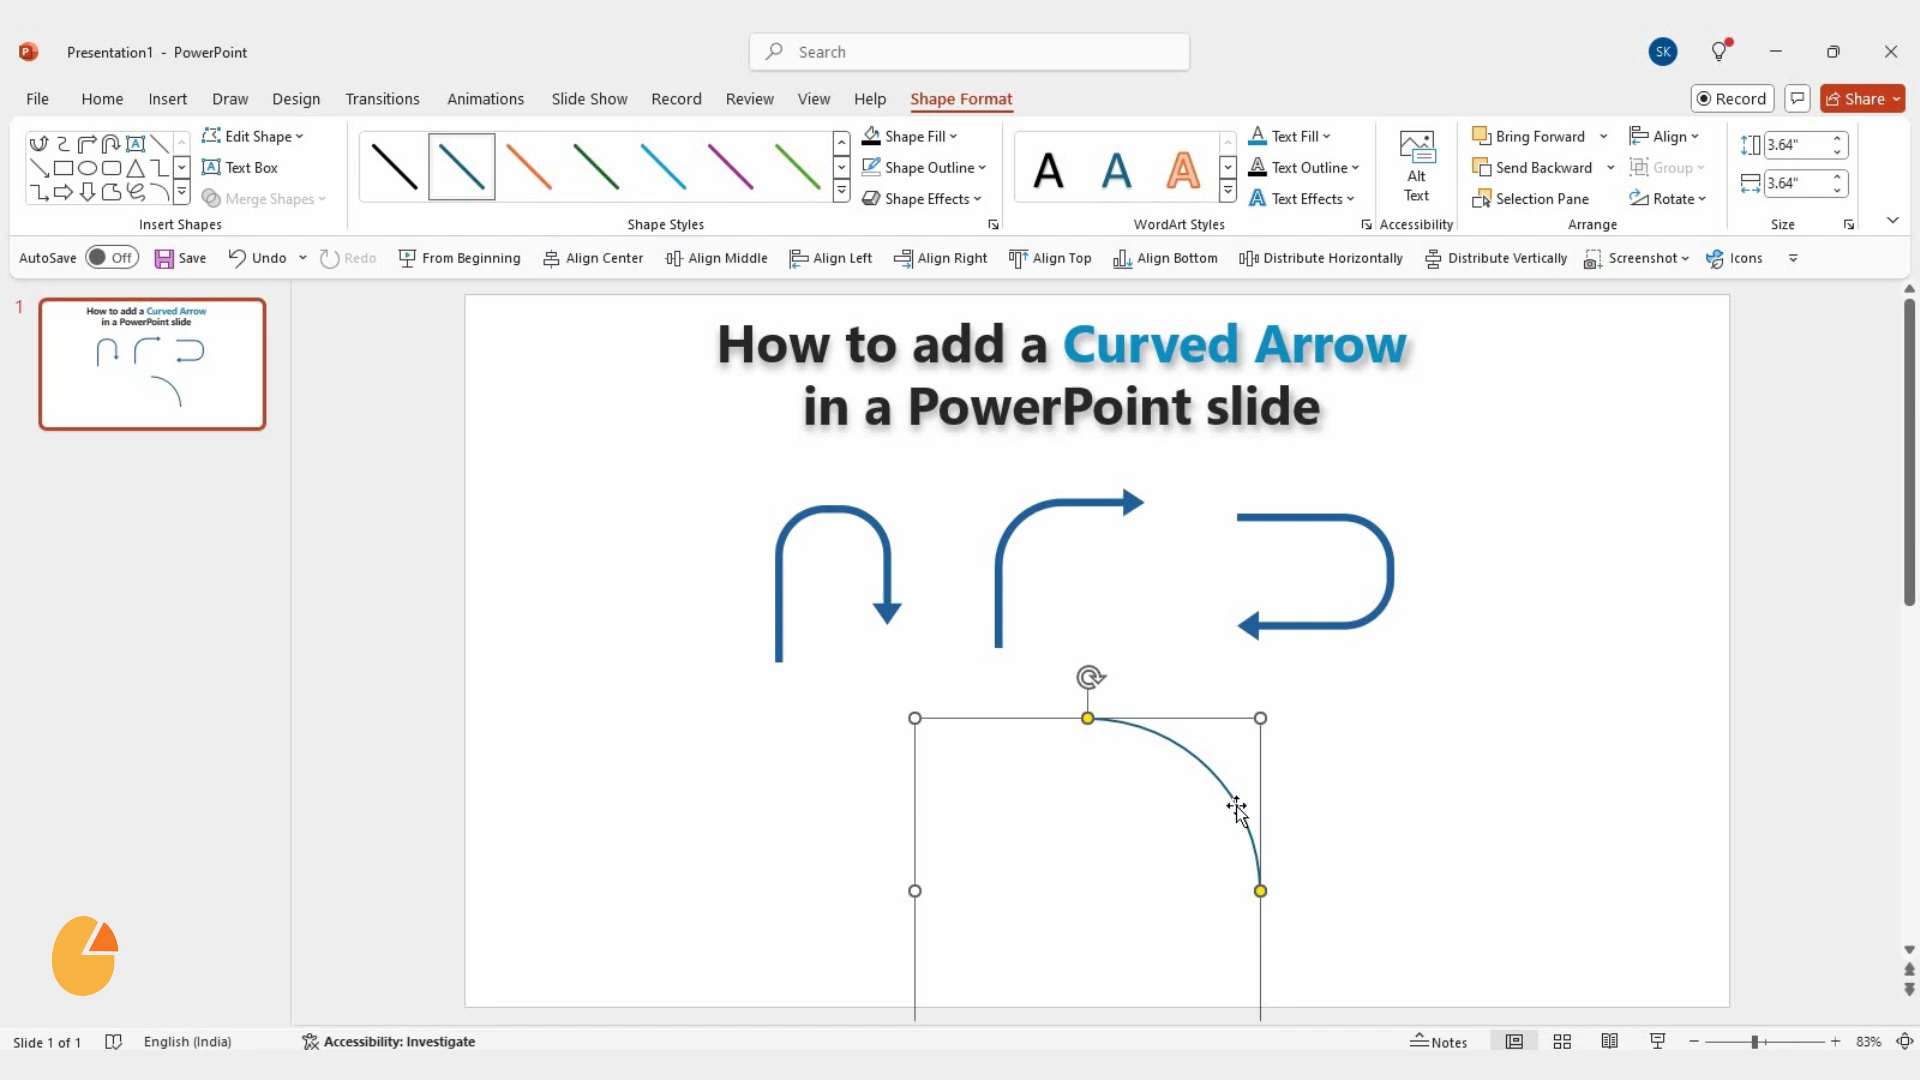 Presentation1 - PowerPoint
Search
SK
File Home Insert Draw Design Transitions Animations Slide Show Record Review View Help Shape Format
Record
Share
Edit Shape
Text Box
Merge Shapes
Insert Shapes
Shape Fill
Shape Outline
Shape Effects
Shape Styles
A A A
Text Fill
Text Outline
Text Effects
WordArt Styles
Alt
Text
Accessibility
Bring Forward
Send Backward
Selection Pane
Align
Group
Rotate
Arrange
3.64"
3.64"
Size
AutoSave Off Save Undo Redo From Beginning Align Center Align Middle Align Left Align Right Align Top Align Bottom Distribute Horizontally Distribute Vertically Screenshot Icons
1
How to add a Curved Arrow
in a PowerPoint slide
How to add a Curved Arrow
in a PowerPoint slide
Slide 1 of 1 English (India) Accessibility: Investigate Notes 83%